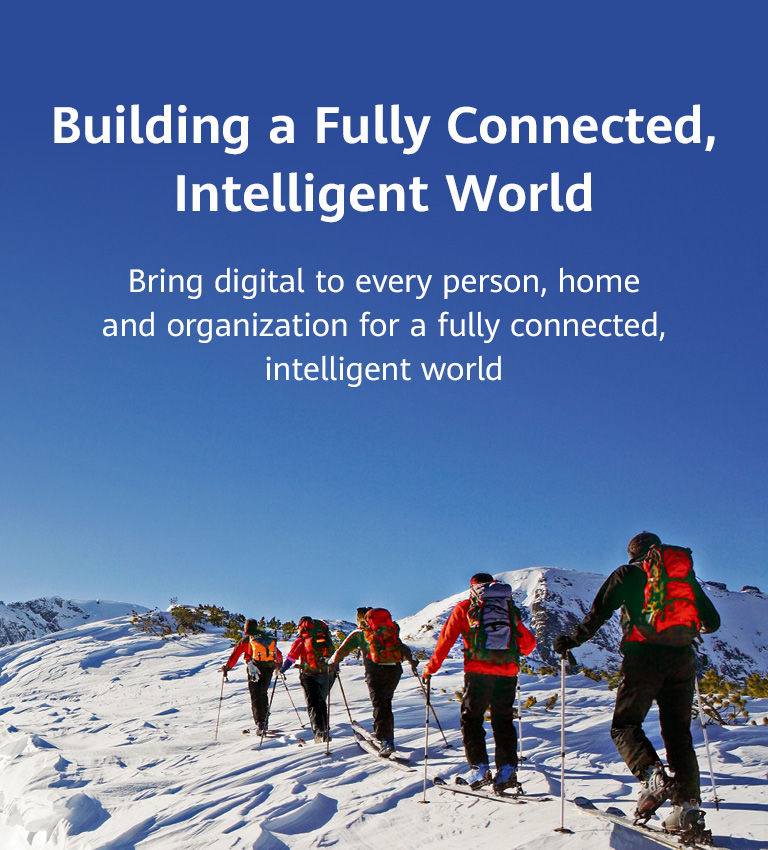 Building a Fully Connected,
Intelligent World
Bring digital to every person, home
and organization for a fully connected,
intelligent world